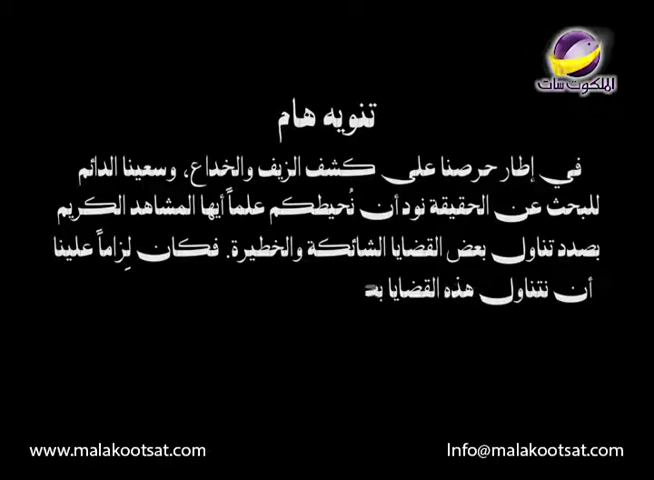 الملكوت سات
تنويه هام
في إطار حرصنا على كشف الزيف والخداع، وسعينا الدائم
للبحث عن الحقيقة نود أن نُحيطكم علماً أيها المشاهد الكريم
بصدد تناول بعض القضايا الشائكة والخطيرة. فكان لِزاماً علينا
أن نتناول هذه القضايا بد
www.malakootsat.com
Info@malakootsat.com